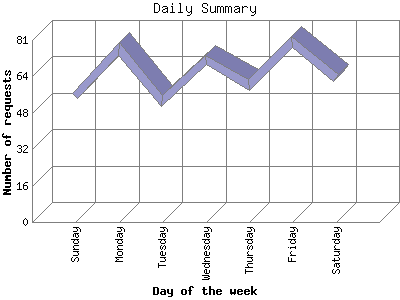 Daily Summary
Number of requests
81
64
48
32
16
0
Sunday
Monday
Tuesday
Wednesday
Thursday
Friday
Saturday
Day of the week